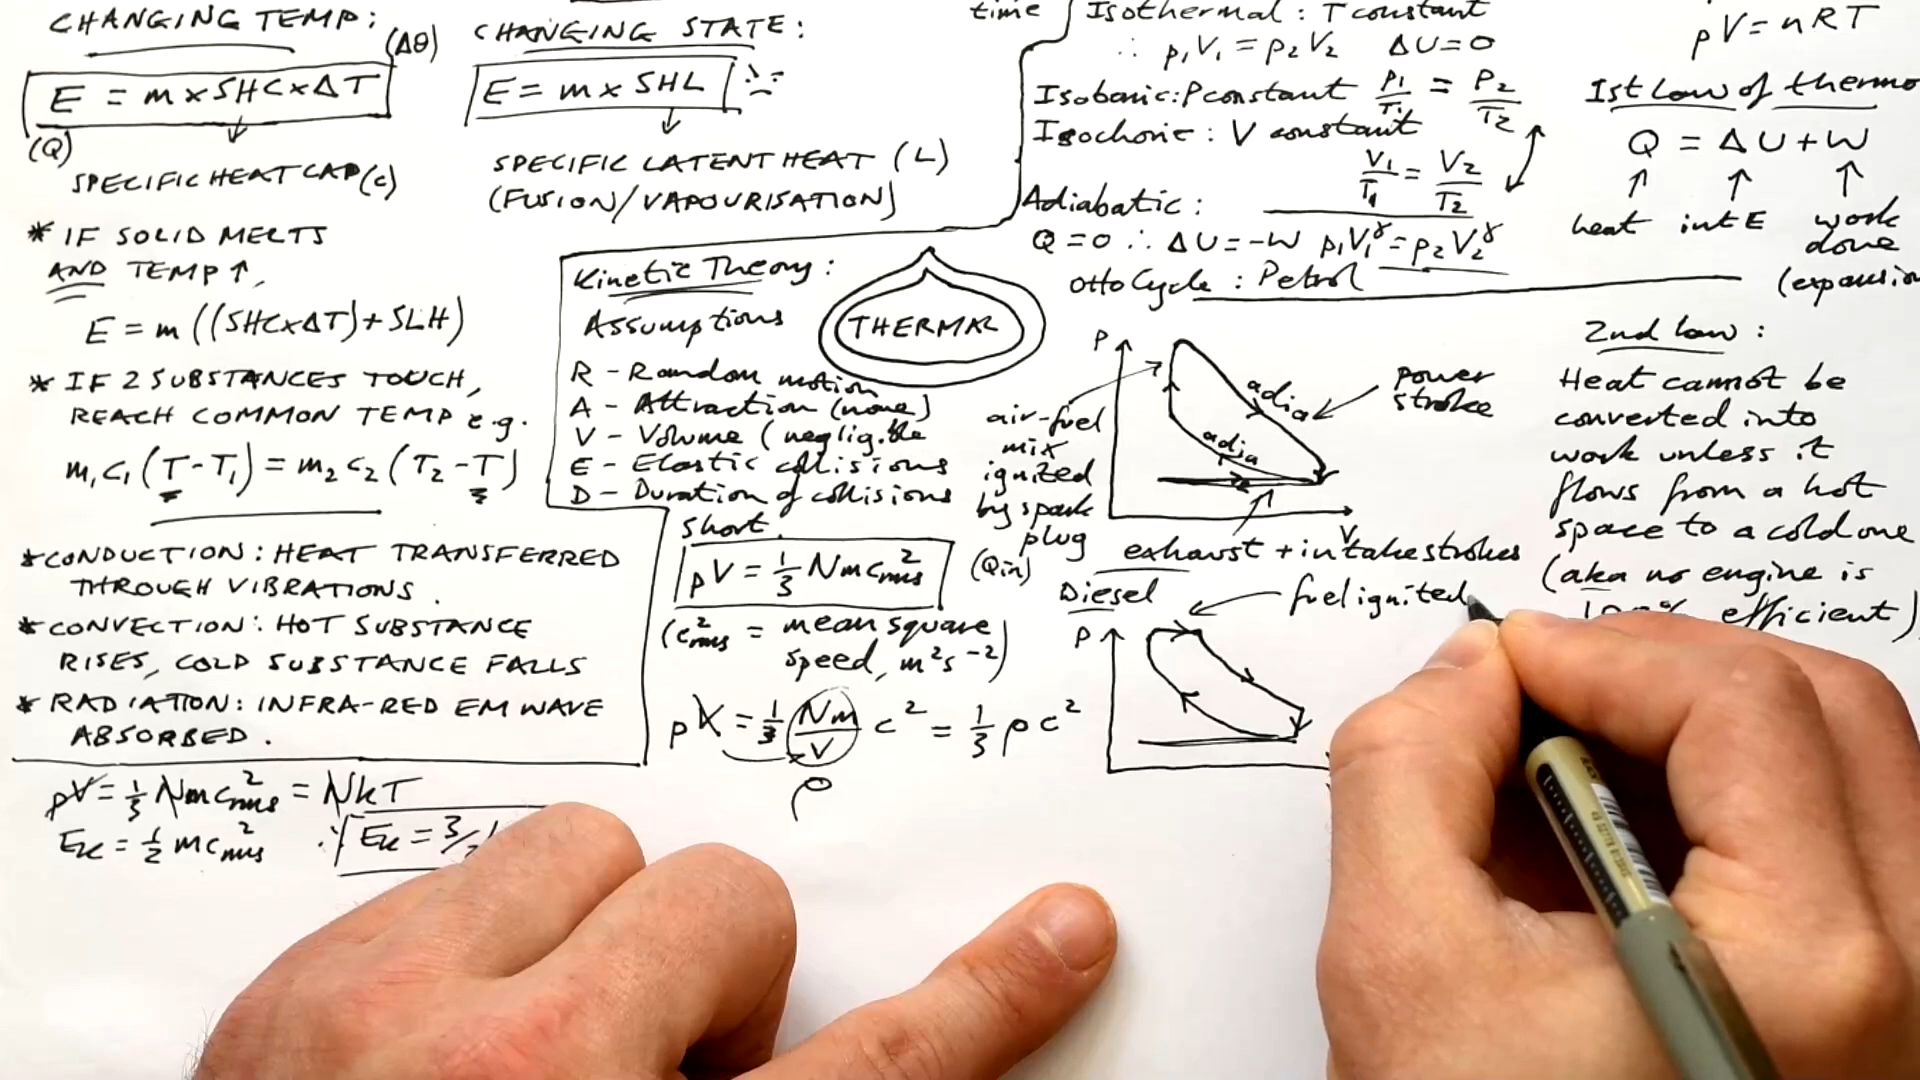 CHANGING TEMP:
(Δθ)
E = m x SHC x ΔT
(Q)
SPECIFIC HEAT CAP (c)
* IF SOLID MELTS
AND TEMP ↑,
E = m ((SHC x ΔT) + SLH)
* IF 2 SUBSTANCES TOUCH,
REACH COMMON TEMP e.g.
m₁c₁(T-T₁) = m₂c₂(T₂-T)
* CONDUCTION: HEAT TRANSFERRED
THROUGH VIBRATIONS.
* CONVECTION: HOT SUBSTANCE
RISES, COLD SUBSTANCE FALLS
* RADIATION: INFRA-RED EM WAVE
ABSORBED.
pV = 1/3 Nmc²rms = NkT
Ek = 1/2 mc²rms ∴ Ek = 3/
CHANGING STATE:
E = m x SHL
SPECIFIC LATENT HEAT (L)
(FUSION/VAPOURISATION)
Kinetic Theory:
Assumptions
R - Random motion
A - Attraction (none)
V - Volume (negligible
E - Elastic collisions
D - Duration of collisions
short.
THERMAL
pV = 1/3 Nmc²rms
(c²rms = mean square
speed, m²s⁻²)
pV = 1/3 Nm/V c² = 1/3 ρc²
ρ
time
Isothermal: T constant
∴ p₁V₁ = p₂V₂ ΔU=0
Isobaric: P constant p₁/T₁ = p₂/T₂
Isochoric: V constant
V₁/T₁ = V₂/T₂
Adiabatic:
Q=0 ∴ ΔU=-W p₁V₁^γ = p₂V₂^γ
Otto Cycle: Petrol
P
adia
adia
V
power
stroke
air-fuel
mix
ignited
by spark
plug
(Qin)
exhaust + intake strokes
Diesel
fuel ignited
P
pV = nRT
1st Law of thermo
Q = ΔU + W
heat int E work
done
(expansion
2nd law:
Heat cannot be
converted into
work unless it
flows from a hot
space to a cold one
(aka no engine is
100% efficient)